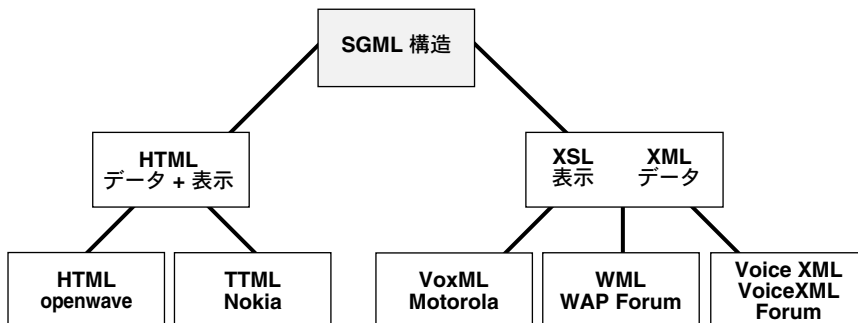 SGML 構造
HTML
データ + 表示
XSL XML
表示 データ
HTML
openwave
TTML
Nokia
VoxML
Motorola
WML
WAP Forum
Voice XML
VoiceXML
Forum